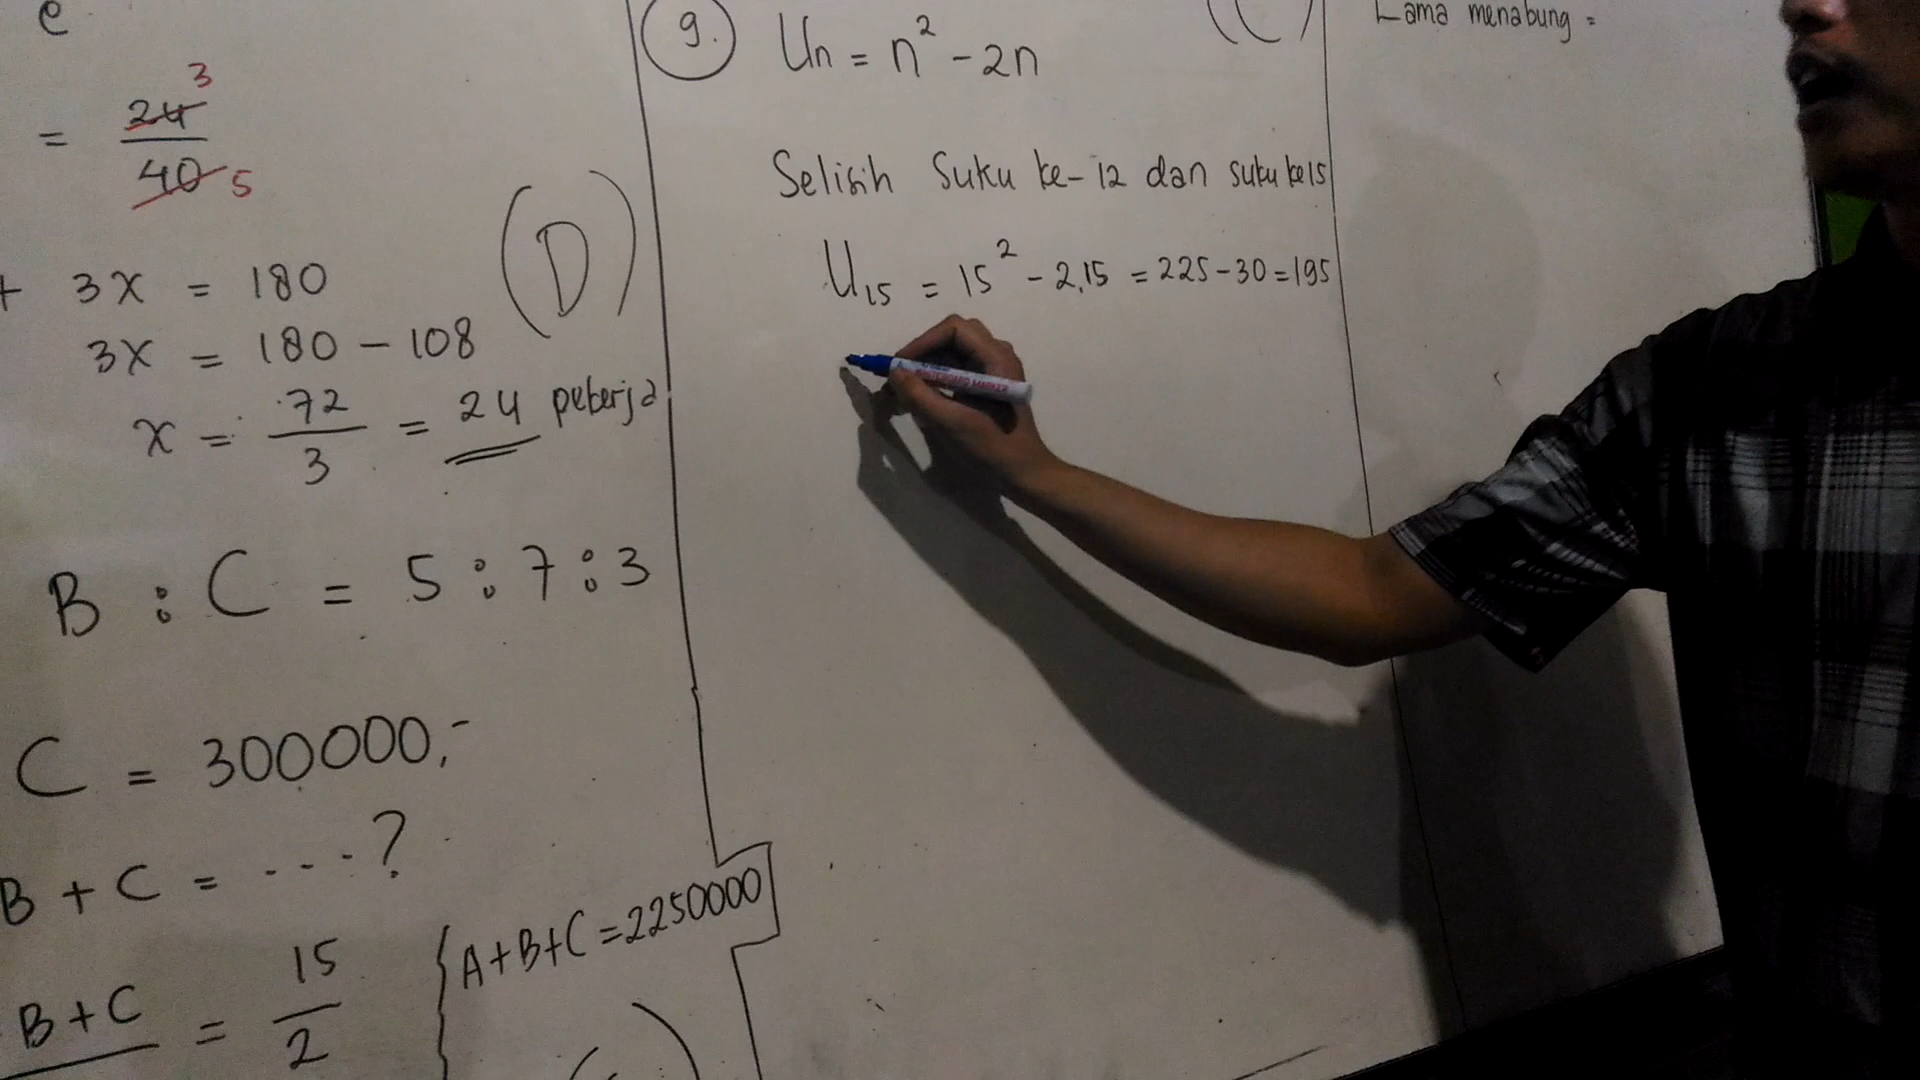 e
= 24 3
40 5
+ 3x = 180
3x = 180 - 108
x = 72 = 24 pekerja
3
(D)
B : C = 5 : 7 : 3
C = 300000,-
B + C = ....?
B + C = 15
2
{ A+B+C = 2250000
9. Un = n² - 2n
Selisih Suku ke-12 dan suku ke15
U15 = 15² - 2.15 = 225 - 30 = 195
Lama menabung =